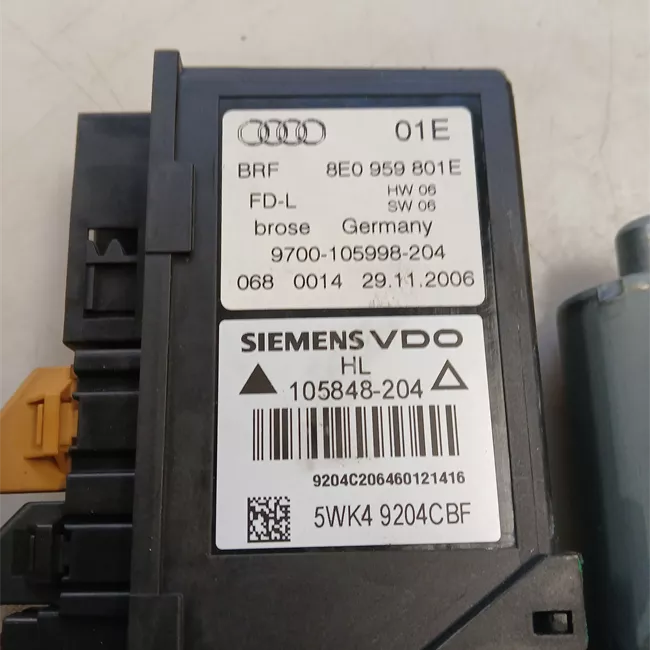 01E
BRF 8E0 959 801E
FD-L HW 06
SW 06
brose Germany
9700-105998-204
068 0014 29.11.2006
SIEMENS VDO
HL
105848-204
9204C206460121416
5WK4 9204CBF